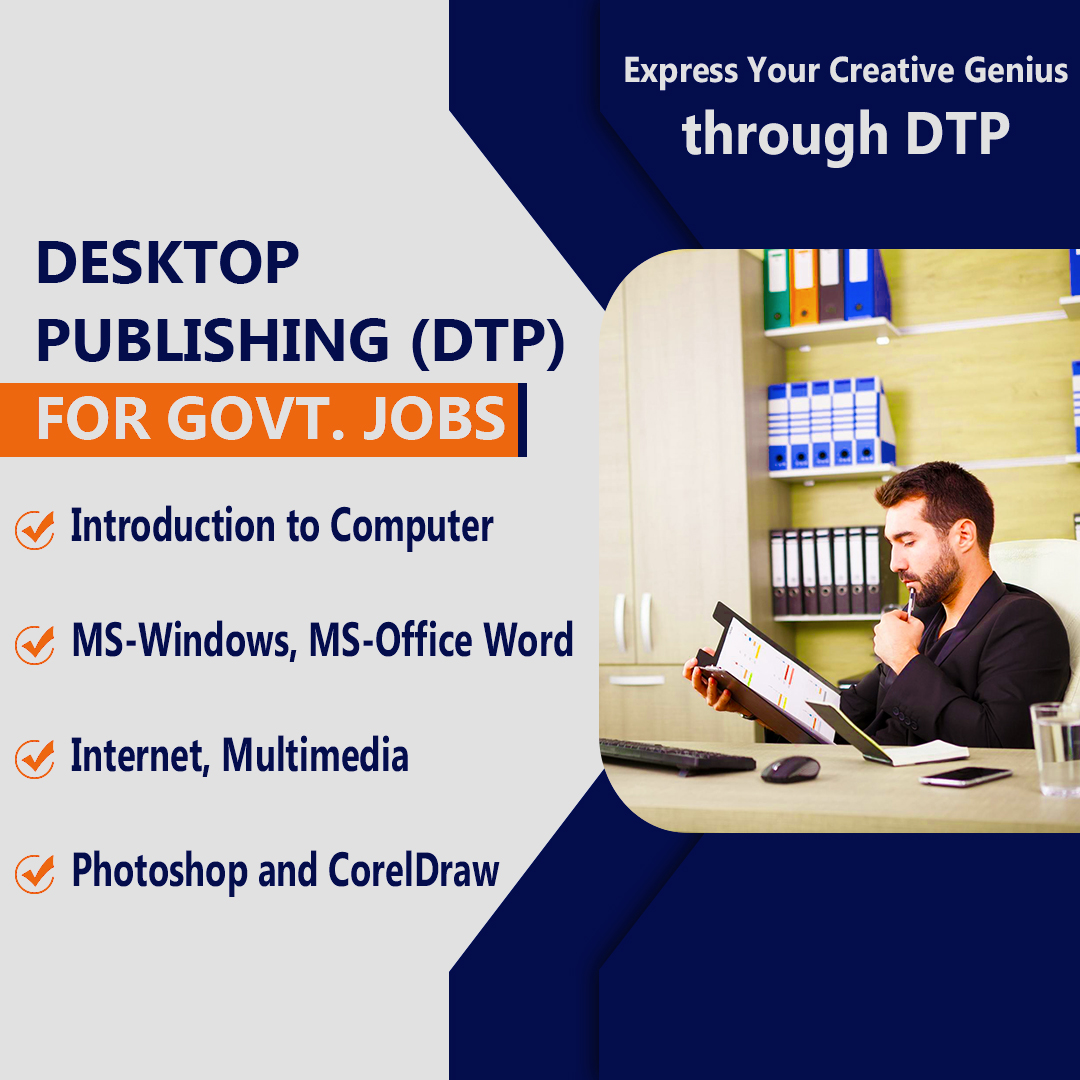 Express Your Creative Genius
through DTP
DESKTOP
PUBLISHING (DTP)
FOR GOVT. JOBS
Introduction to Computer
MS-Windows, MS-Office Word
Internet, Multimedia
Photoshop and CorelDraw